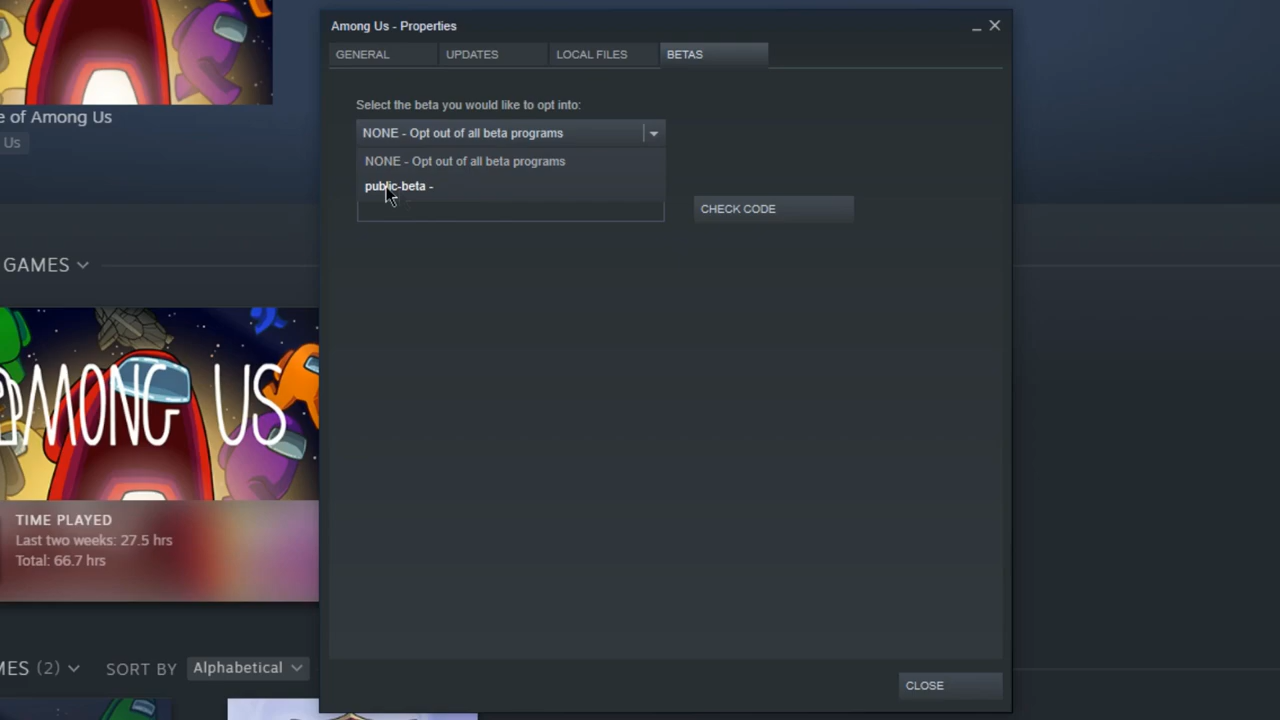 Among Us - Properties
GENERAL
UPDATES
LOCAL FILES
BETAS
Select the beta you would like to opt into:
NONE - Opt out of all beta programs
NONE - Opt out of all beta programs
public-beta -
CHECK CODE
CLOSE
e of Among Us
Us
GAMES
AMONG US
TIME PLAYED
Last two weeks: 27.5 hrs
Total: 66.7 hrs
MES (2)
SORT BY
Alphabetical